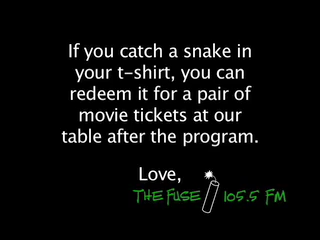 If you catch a snake in
your t-shirt, you can
redeem it for a pair of
movie tickets at our
table after the program.
Love,
THE FUSE 105.5 FM